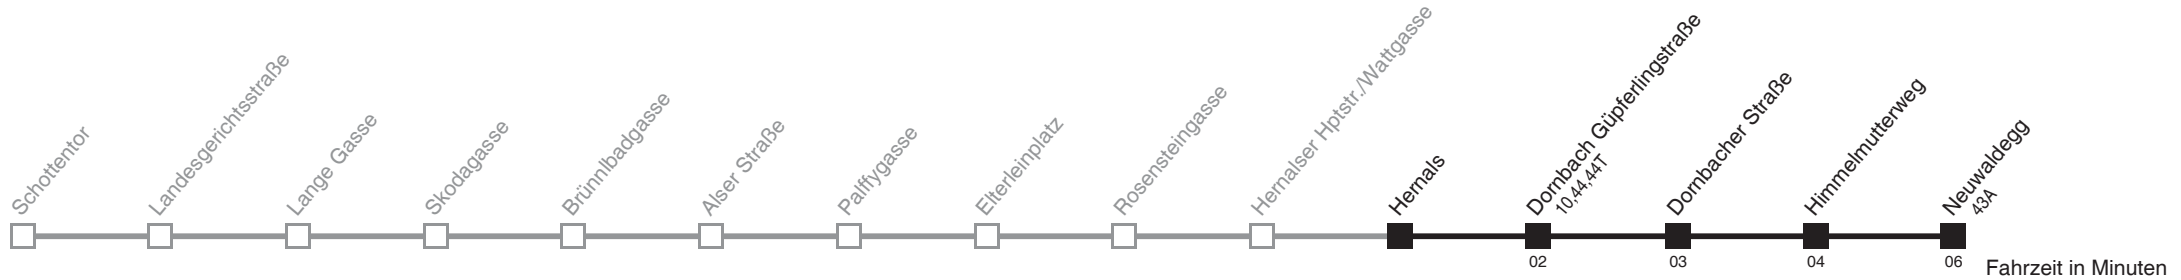 Schottentor
Landesgerichtsstraße
Lange Gasse
Skodagasse
Brünnlbadgasse
Alser Straße
Palffygasse
Elterleinplatz
Rosensteingasse
Hernalser Hptstr./Wattgasse
Hernals
Dornbach Güpferlingstraße
10,44,44T
Dornbacher Straße
Himmelmutterweg
Neuwaldegg
43A
02
03
04
06
Fahrzeit in Minuten